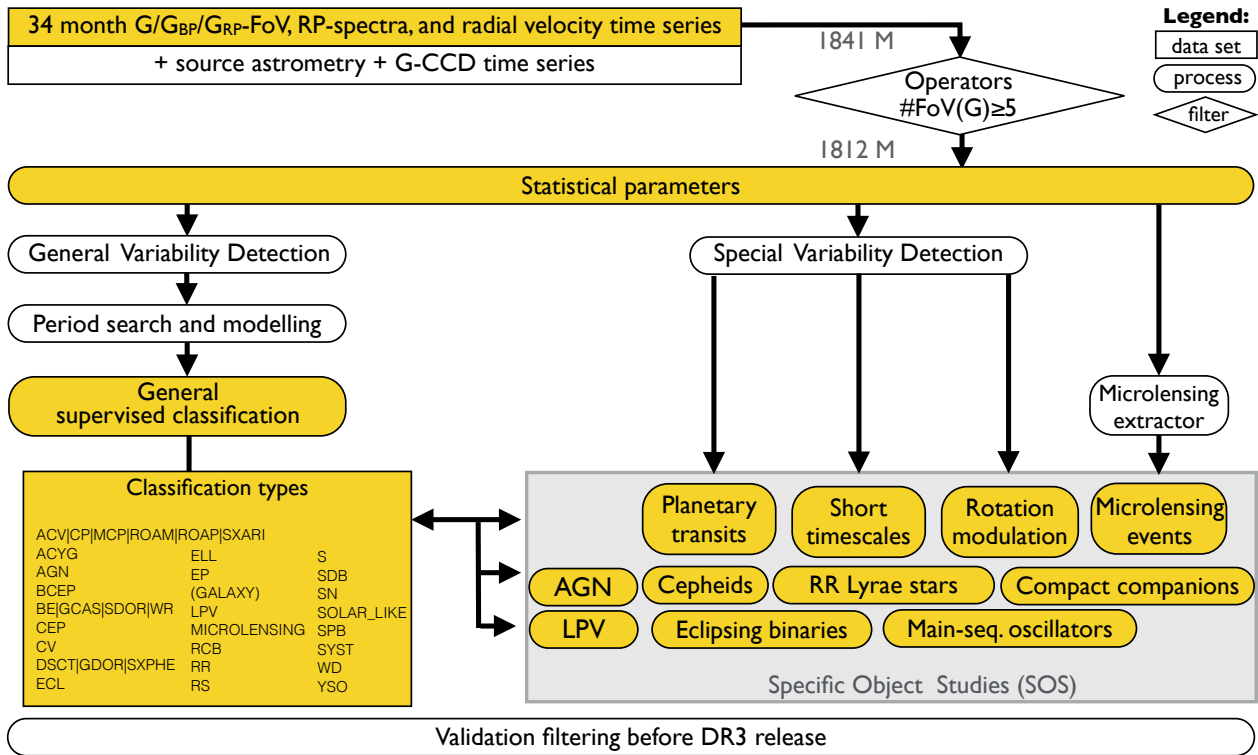 34 month G/GBP/GRP-FoV, RP-spectra, and radial velocity time series
+ source astrometry + G-CCD time series
1841 M
Operators
#FoV(G)≥5
1812 M
Legend:
data set
process
filter
Statistical parameters
General Variability Detection
Special Variability Detection
Period search and modelling
General
supervised classification
Microlensing
extractor
Classification types
ACV|CP|MCP|ROAM|ROAP|SXARI
ACYG
AGN
BCEP
BE|GCAS|SDOR|WR
CEP
CV
DSCT|GDOR|SXPHE
ECL
ELL
EP
(GALAXY)
LPV
MICROLENSING
RCB
RR
RS
S
SDB
SN
SOLAR_LIKE
SPB
SYST
WD
YSO
Planetary
transits
Short
timescales
Rotation
modulation
Microlensing
events
AGN
Cepheids
RR Lyrae stars
Compact companions
LPV
Eclipsing binaries
Main-seq. oscillators
Specific Object Studies (SOS)
Validation filtering before DR3 release